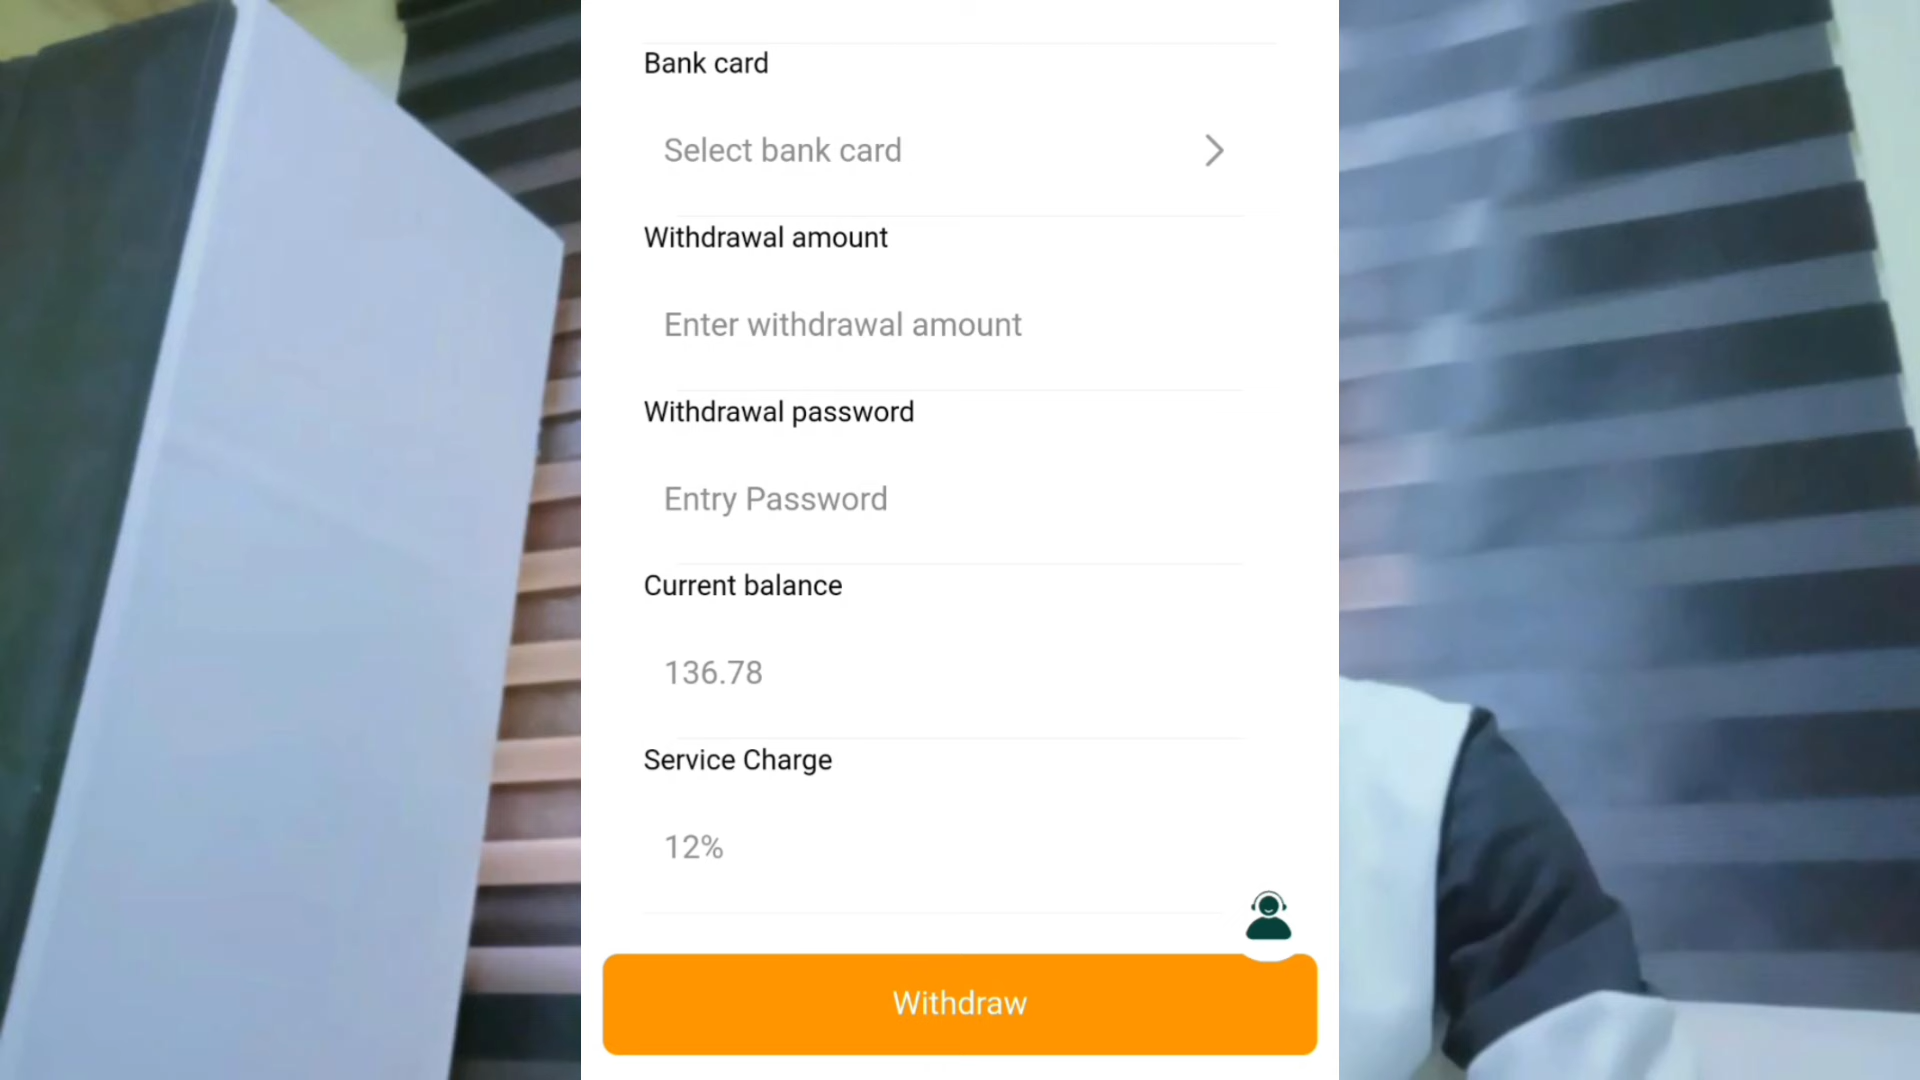 Bank card
Select bank card
Withdrawal amount
Enter withdrawal amount
Withdrawal password
Entry Password
Current balance
136.78
Service Charge
12%
Withdraw